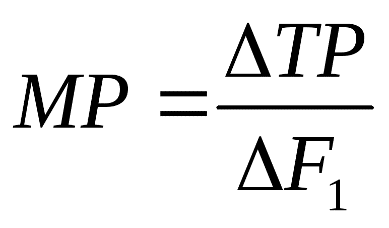 MP = ΔTP / ΔF₁